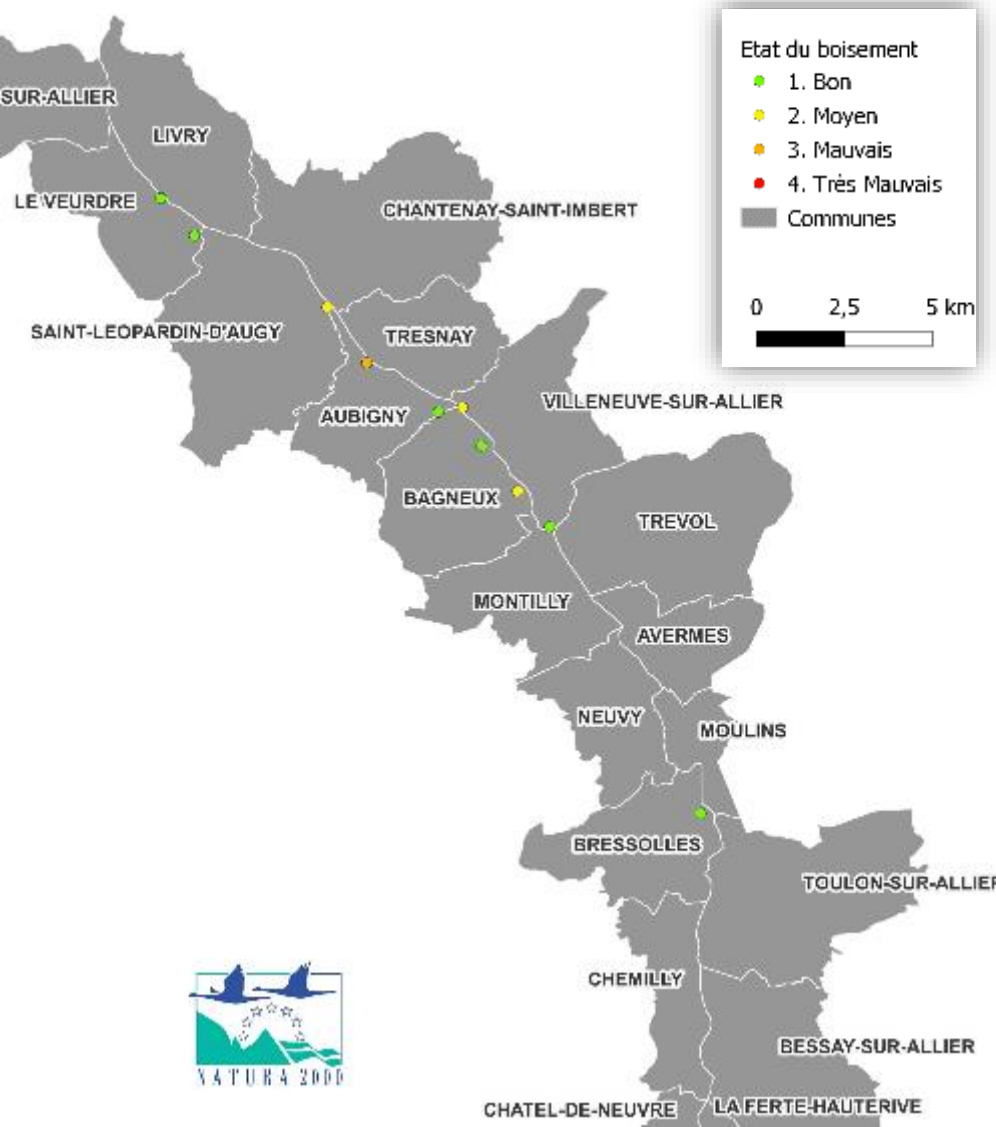 Etat du boisement
1. Bon
2. Moyen
3. Mauvais
4. Très Mauvais
Communes
0 2,5 5 km
SUR-ALLIER
LIVRY
LE VEURDRE
CHANTENAY-SAINT-IMBERT
SAINT-LEOPARDIN-D'AUGY
TRESNAY
AUBIGNY
VILLENEUVE-SUR-ALLIER
BAGNEUX
TREVOL
MONTILLY
AVERMES
NEUVY
MOULINS
BRESSOLLES
TOULON-SUR-ALLIER
CHEMILLY
BESSAY-SUR-ALLIER
NATURA 2000
CHATEL-DE-NEUVRE
LA FERTE-HAUTERIVE